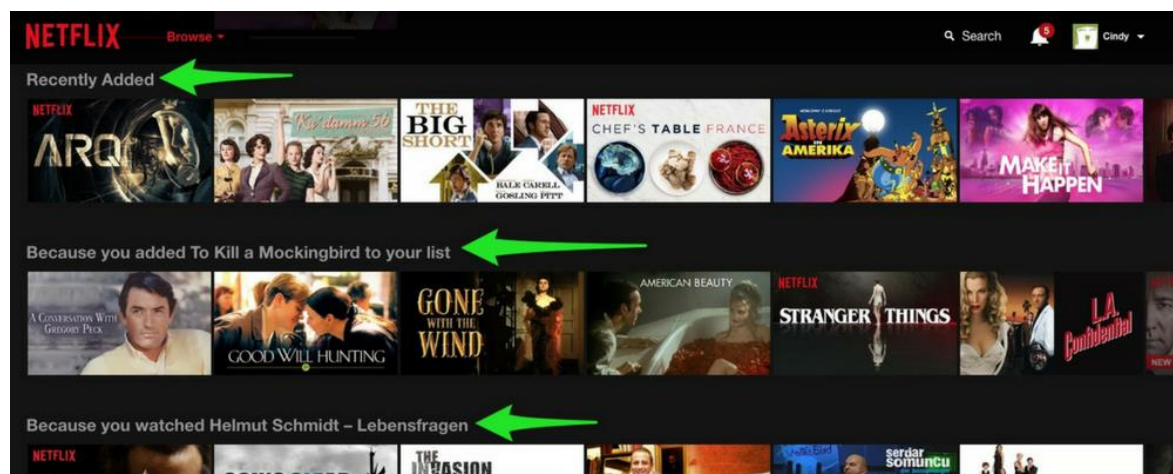 NETFLIX
Browse
Search
5
Cindy
Recently Added
NETFLIX
ARQ
Ku'damm 56
THE
BIG
SHORT
BALE CARELL
GOSLING PITT
NETFLIX
CHEF'S TABLE FRANCE
Asterix
IN
AMERIKA
MAKE IT
HAPPEN
Because you added To Kill a Mockingbird to your list
A CONVERSATION WITH
GREGORY PECK
GOOD WILL HUNTING
GONE
WITH THE
WIND
AMERICAN BEAUTY
NETFLIX
STRANGER THINGS
L.A.
Confidential
NEW
Because you watched Helmut Schmidt – Lebensfragen
NETFLIX
THE
INVASION
serdar
somuncu